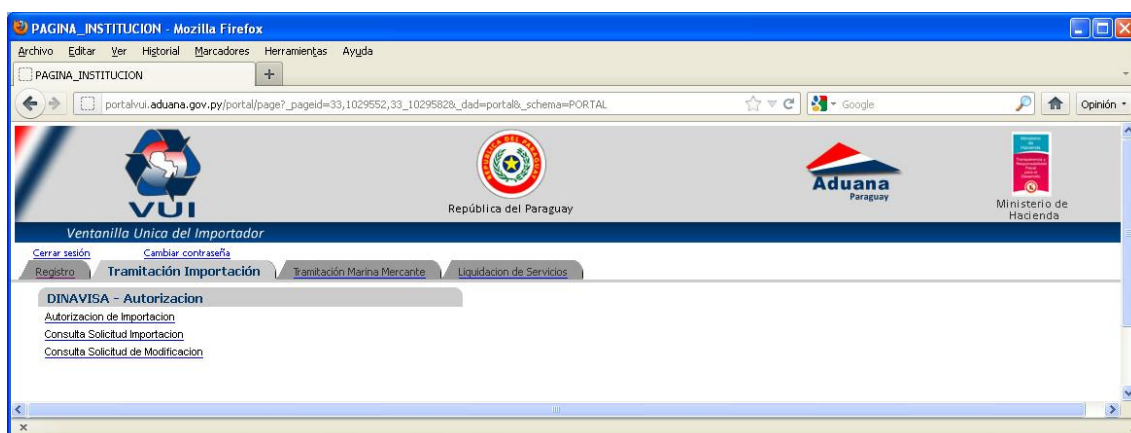 PAGINA_INSTITUCION - Mozilla Firefox
Archivo Editar Ver Historial Marcadores Herramientas Ayuda
PAGINA_INSTITUCION +
portalvui.aduana.gov.py/portal/page?_pageid=33,1029552,33_1029582&_dad=portal&_schema=PORTAL Google Opinión
VUI
REPUBLICA DEL PARAGUAY
República del Paraguay
Aduana
Paraguay
Ministerio de
Hacienda
Ventanilla Unica del Importador
Cerrar sesión Cambiar contraseña
Registro Tramitación Importación Tramitación Marina Mercante Liquidacion de Servicios
DINAVISA - Autorizacion
Autorizacion de Importacion
Consulta Solicitud Importacion
Consulta Solicitud de Modificacion